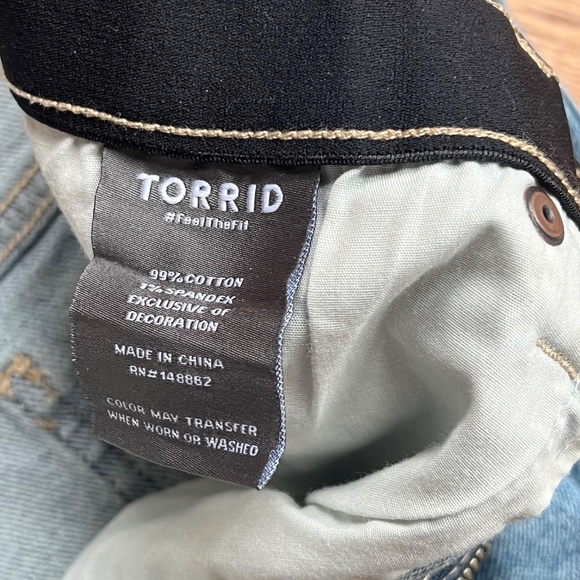 TORRID
#FeelTheFit
99% COTTON
1% SPANDEX
EXCLUSIVE OF
DECORATION
MADE IN CHINA
RN# 148862
COLOR MAY TRANSFER
WHEN WORN OR WASHED